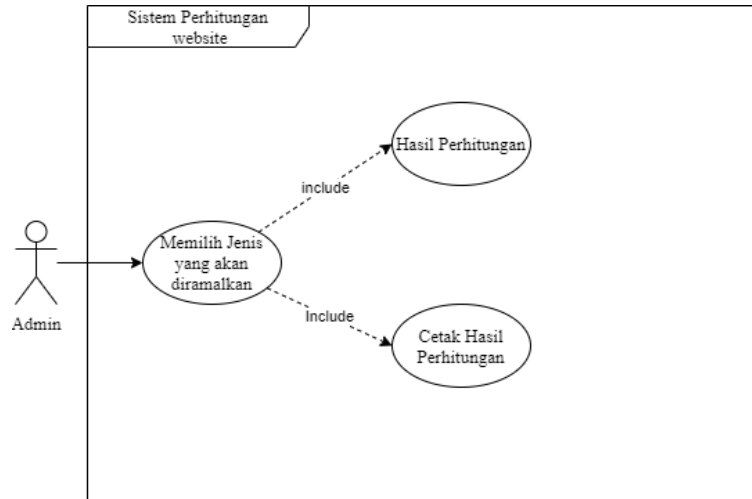 Sistem Perhitungan
website
Hasil Perhitungan
include
Memilih Jenis
yang akan
diramalkan
Admin
Include
Cetak Hasil
Perhitungan